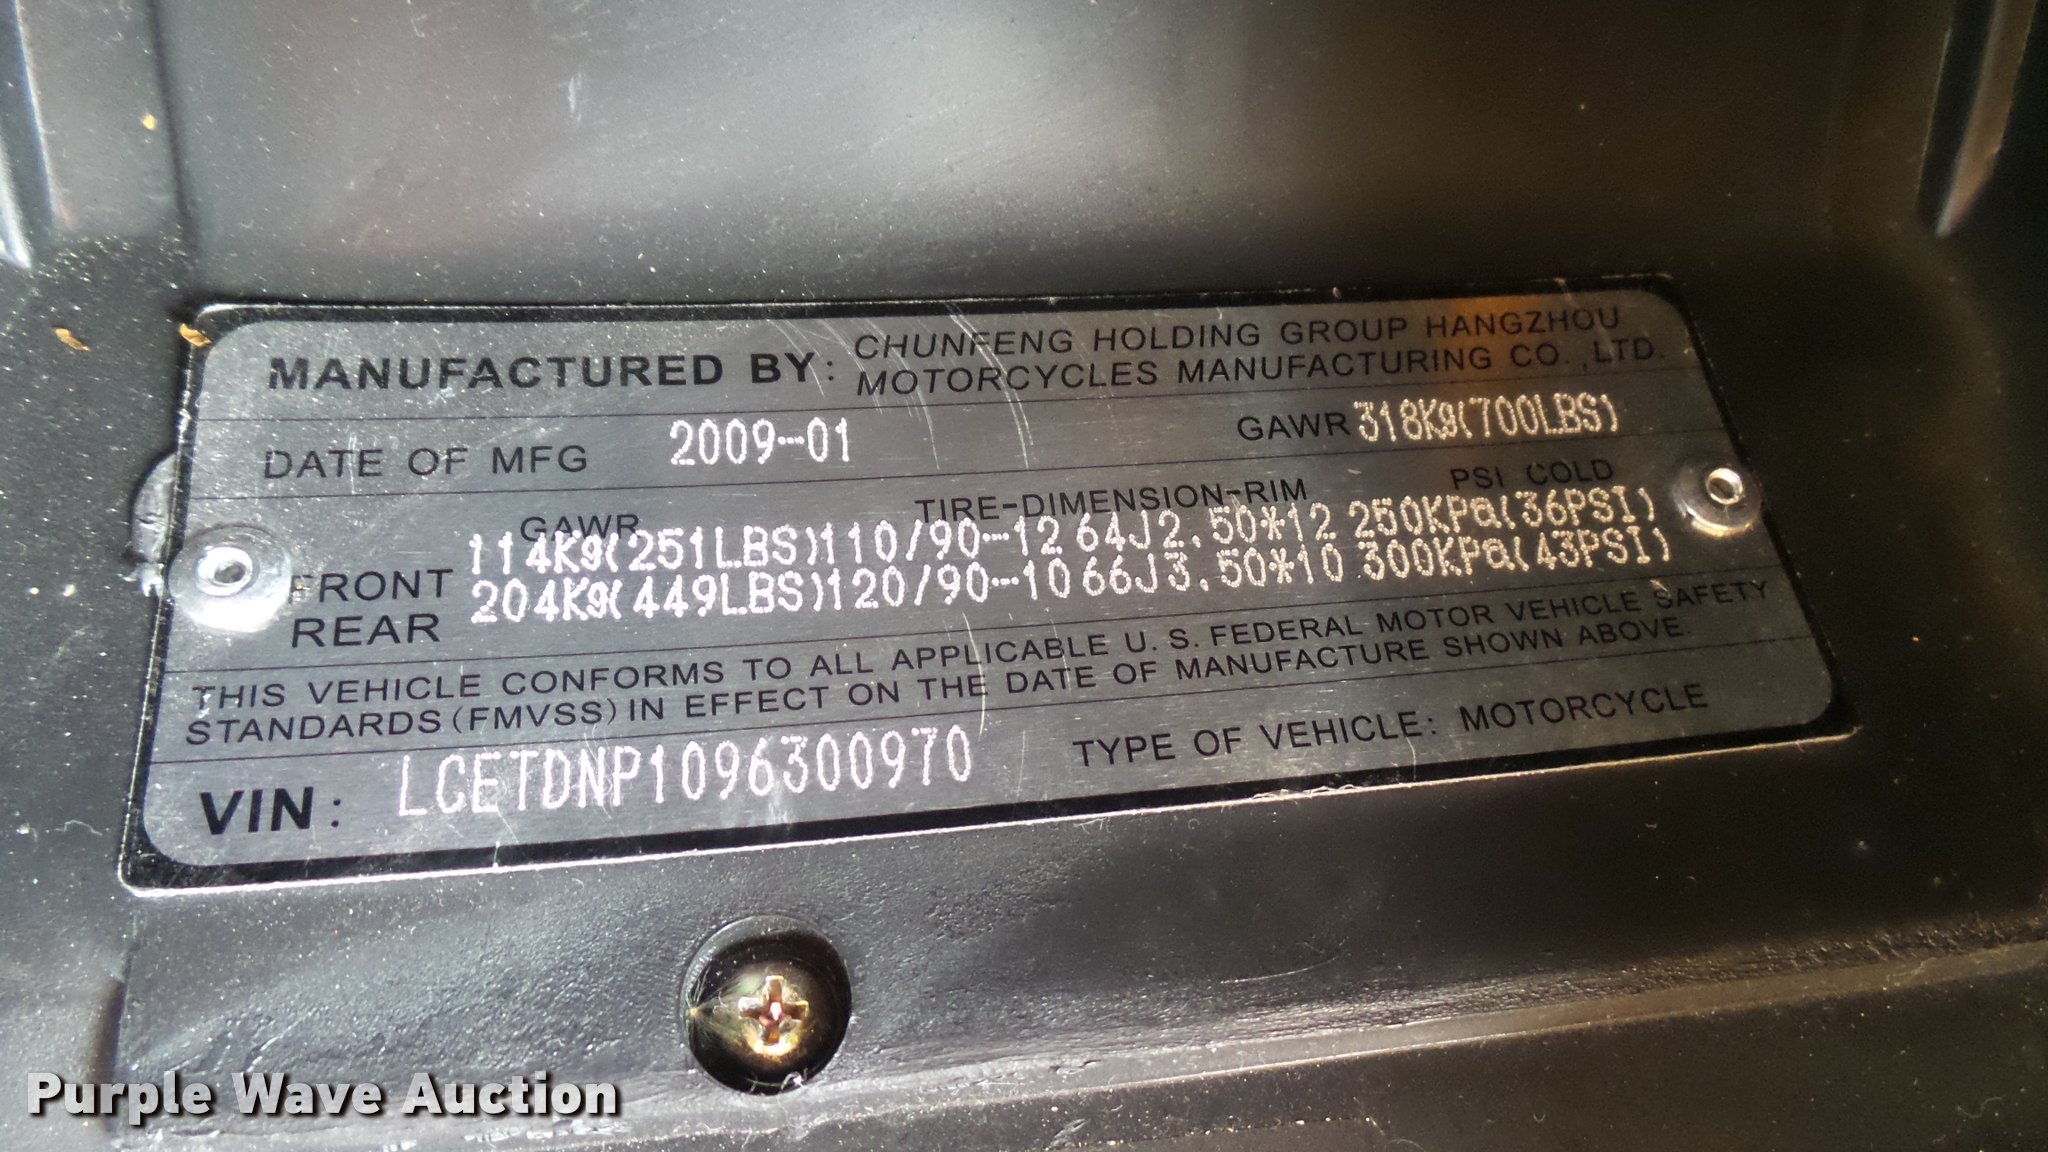 MANUFACTURED BY: CHUNFENG HOLDING GROUP HANGZHOU
MOTORCYCLES MANUFACTURING CO.,LTD.
DATE OF MFG 2009-01 GAWR 318Kg(700LBS)
GAWR TIRE-DIMENSION-RIM PSI COLD
FRONT 114Kg(251LBS)110/90-12 64J2.50*12 250KPa(36PSI)
REAR 204Kg(449LBS)120/90-10 66J3.50*10 300KPa(43PSI)
THIS VEHICLE CONFORMS TO ALL APPLICABLE U.S. FEDERAL MOTOR VEHICLE SAFETY
STANDARDS (FMVSS) IN EFFECT ON THE DATE OF MANUFACTURE SHOWN ABOVE.
VIN: LCETDNP1096300970 TYPE OF VEHICLE: MOTORCYCLE
Purple Wave Auction